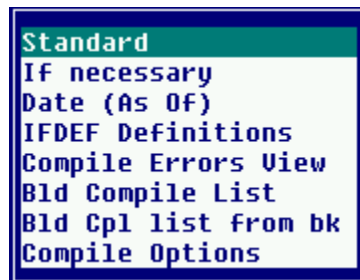 Standard
If necessary
Date (As Of)
IFDEF Definitions
Compile Errors View
Bld Compile List
Bld Cpl list from bk
Compile Options